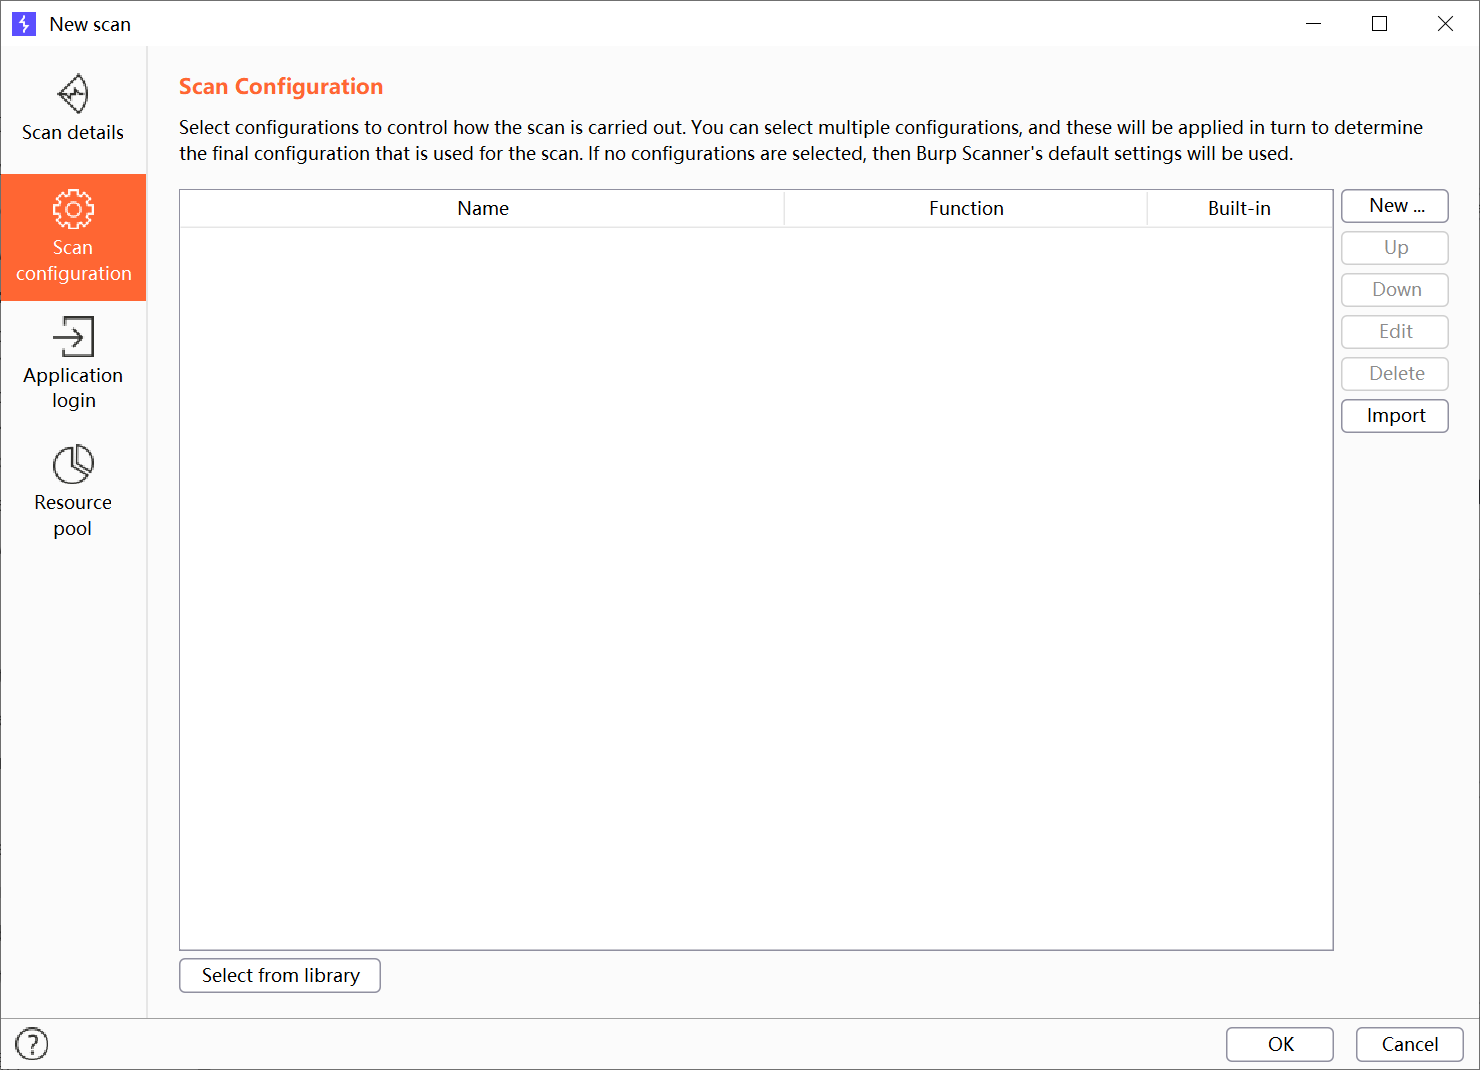 New scan
Scan details
Scan
configuration
Application
login
Resource
pool
Scan Configuration
Select configurations to control how the scan is carried out. You can select multiple configurations, and these will be applied in turn to determine
the final configuration that is used for the scan. If no configurations are selected, then Burp Scanner's default settings will be used.
Name Function Built-in
New ...
Up
Down
Edit
Delete
Import
Select from library
?
OK Cancel